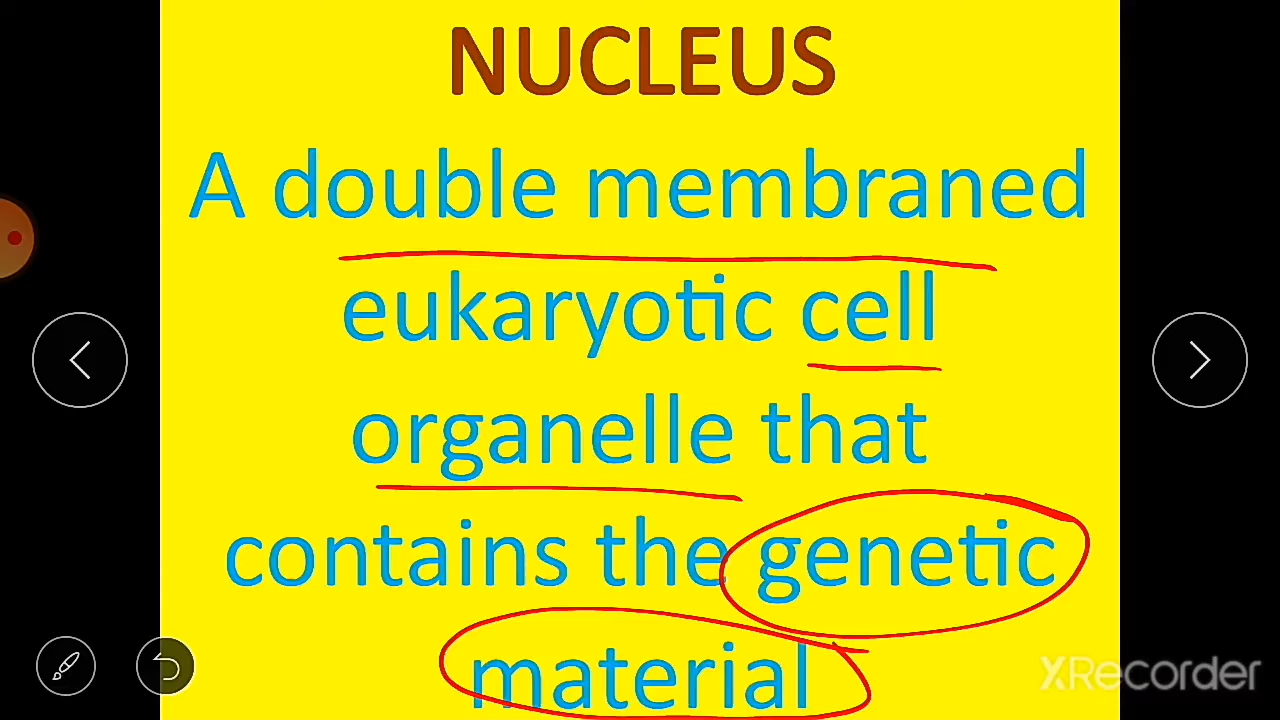 NUCLEUS
A double membraned
eukaryotic cell
organelle that
contains the genetic
material
XRecorder